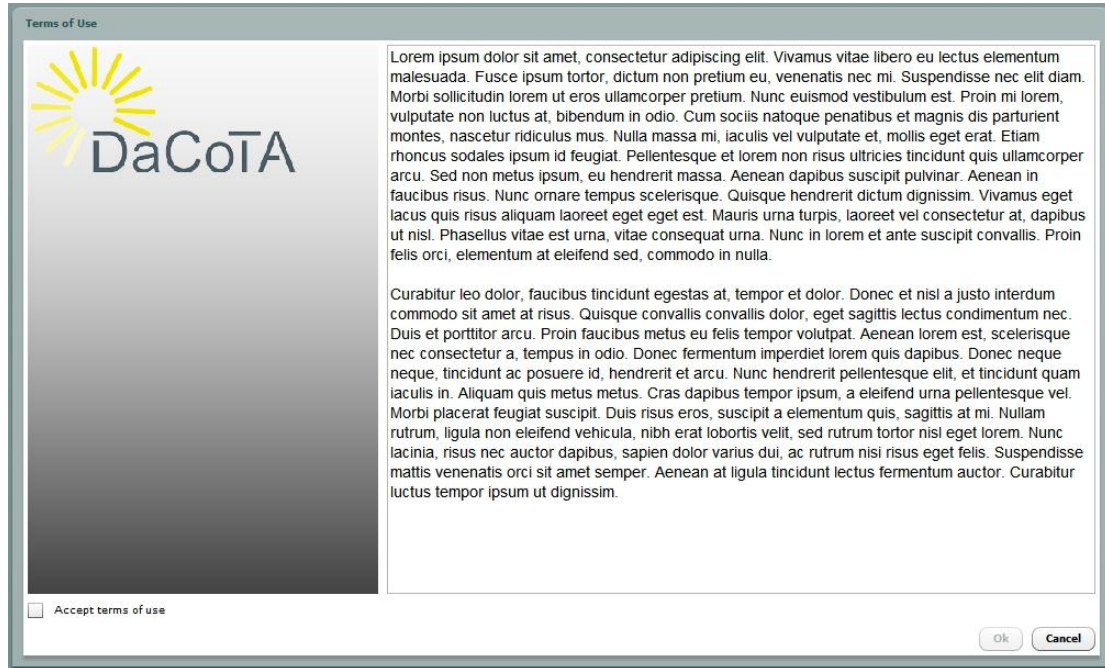 Terms of Use
DaCoTA
Lorem ipsum dolor sit amet, consectetur adipiscing elit. Vivamus vitae libero eu lectus elementum
malesuada. Fusce ipsum tortor, dictum non pretium eu, venenatis nec mi. Suspendisse nec elit diam.
Morbi sollicitudin lorem ut eros ullamcorper pretium. Nunc euismod vestibulum est. Proin mi lorem,
vulputate non luctus at, bibendum in odio. Cum sociis natoque penatibus et magnis dis parturient
montes, nascetur ridiculus mus. Nulla massa mi, iaculis vel vulputate et, mollis eget erat. Etiam
rhoncus sodales ipsum id feugiat. Pellentesque et lorem non risus ultricies tincidunt quis ullamcorper
arcu. Sed non metus ipsum, eu hendrerit massa. Aenean dapibus suscipit pulvinar. Aenean in
faucibus risus. Nunc ornare tempus scelerisque. Quisque hendrerit dictum dignissim. Vivamus eget
lacus quis risus aliquam laoreet eget eget est. Mauris urna turpis, laoreet vel consectetur at, dapibus
ut nisl. Phasellus vitae est urna, vitae consequat urna. Nunc in lorem et ante suscipit convallis. Proin
felis orci, elementum at eleifend sed, commodo in nulla.
Curabitur leo dolor, faucibus tincidunt egestas at, tempor et dolor. Donec et nisl a justo interdum
commodo sit amet at risus. Quisque convallis convallis dolor, eget sagittis lectus condimentum nec.
Duis et porttitor arcu. Proin faucibus metus eu felis tempor volutpat. Aenean lorem est, scelerisque
nec consectetur a, tempus in odio. Donec fermentum imperdiet lorem quis dapibus. Donec neque
neque, tincidunt ac posuere id, hendrerit et arcu. Nunc hendrerit pellentesque elit, et tincidunt quam
iaculis in. Aliquam quis metus metus. Cras dapibus tempor ipsum, a eleifend urna pellentesque vel.
Morbi placerat feugiat suscipit. Duis risus eros, suscipit a elementum quis, sagittis at mi. Nullam
rutrum, ligula non eleifend vehicula, nibh erat lobortis velit, sed rutrum tortor nisl eget lorem. Nunc
lacinia, risus nec auctor dapibus, sapien dolor varius dui, ac rutrum nisi risus eget felis. Suspendisse
mattis venenatis orci sit amet semper. Aenean at ligula tincidunt lectus fermentum auctor. Curabitur
luctus tempor ipsum ut dignissim.
Accept terms of use
Ok Cancel